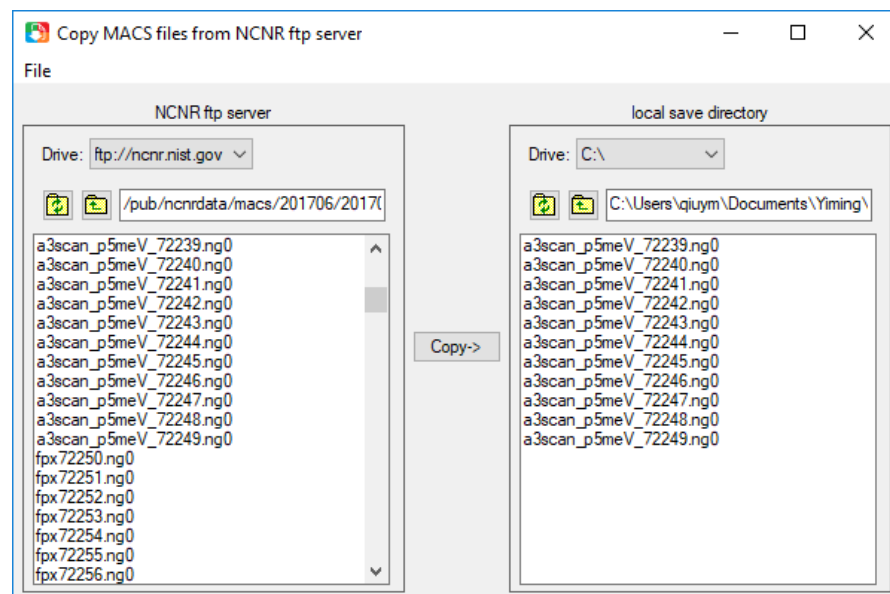 Copy MACS files from NCNR ftp server
File
NCNR ftp server
Drive: ftp://ncnr.nist.gov
/pub/ncnrdata/macs/201706/2017(
a3scan_p5meV_72239.ng0
a3scan_p5meV_72240.ng0
a3scan_p5meV_72241.ng0
a3scan_p5meV_72242.ng0
a3scan_p5meV_72243.ng0
a3scan_p5meV_72244.ng0
a3scan_p5meV_72245.ng0
a3scan_p5meV_72246.ng0
a3scan_p5meV_72247.ng0
a3scan_p5meV_72248.ng0
a3scan_p5meV_72249.ng0
fpx72250.ng0
fpx72251.ng0
fpx72252.ng0
fpx72253.ng0
fpx72254.ng0
fpx72255.ng0
fpx72256.ng0
Copy->
local save directory
Drive: C:\
C:\Users\qiuym\Documents\Yiming\
a3scan_p5meV_72239.ng0
a3scan_p5meV_72240.ng0
a3scan_p5meV_72241.ng0
a3scan_p5meV_72242.ng0
a3scan_p5meV_72243.ng0
a3scan_p5meV_72244.ng0
a3scan_p5meV_72245.ng0
a3scan_p5meV_72246.ng0
a3scan_p5meV_72247.ng0
a3scan_p5meV_72248.ng0
a3scan_p5meV_72249.ng0